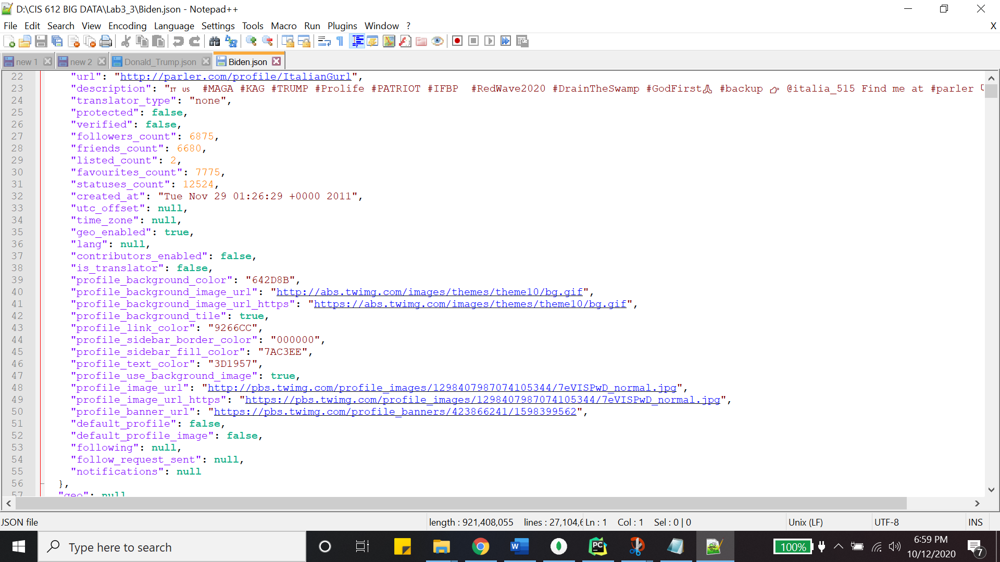 D:\CIS 612 BIG DATA\Lab3_3\Biden.json - Notepad++
File Edit Search View Encoding Language Settings Tools Macro Run Plugins Window ? X
new 1 new 2 Donald_Trump.json Biden.json
22 "url": "http://parler.com/profile/ItalianGurl",
23 "description": "IT US #MAGA #KAG #TRUMP #Prolife #PATRIOT #IFBP #RedWave2020 #DrainTheSwamp #GodFirst🙏 #backup 👉 @italia_515 Find me at #parler
24 "translator_type": "none",
25 "protected": false,
26 "verified": false,
27 "followers_count": 6875,
28 "friends_count": 6680,
29 "listed_count": 2,
30 "favourites_count": 7775,
31 "statuses_count": 12524,
32 "created_at": "Tue Nov 29 01:26:29 +0000 2011",
33 "utc_offset": null,
34 "time_zone": null,
35 "geo_enabled": true,
36 "lang": null,
37 "contributors_enabled": false,
38 "is_translator": false,
39 "profile_background_color": "642D8B",
40 "profile_background_image_url": "http://abs.twimg.com/images/themes/theme10/bg.gif",
41 "profile_background_image_url_https": "https://abs.twimg.com/images/themes/theme10/bg.gif",
42 "profile_background_tile": true,
43 "profile_link_color": "9266CC",
44 "profile_sidebar_border_color": "000000",
45 "profile_sidebar_fill_color": "7AC3EE",
46 "profile_text_color": "3D1957",
47 "profile_use_background_image": true,
48 "profile_image_url": "http://pbs.twimg.com/profile_images/1298407987074105344/7eVISPwD_normal.jpg",
49 "profile_image_url_https": "https://pbs.twimg.com/profile_images/1298407987074105344/7eVISPwD_normal.jpg",
50 "profile_banner_url": "https://pbs.twimg.com/profile_banners/423866241/1598399562",
51 "default_profile": false,
52 "default_profile_image": false,
53 "following": null,
54 "follow_request_sent": null,
55 "notifications": null
56 },
57 "geo": null
JSON file length : 921,408,055 lines : 27,104, Ln : 1 Col : 1 Sel : 0 | 0 Unix (LF) UTF-8 INS
Type here to search
W PC 100% 6:59 PM
10/12/2020 7